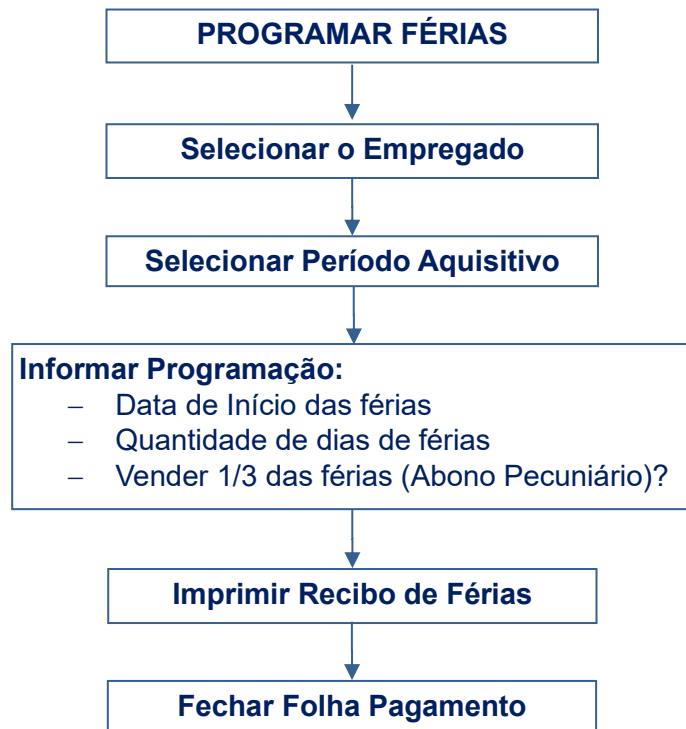 PROGRAMAR FÉRIAS
Selecionar o Empregado
Selecionar Período Aquisitivo
Informar Programação:
– Data de Início das férias
– Quantidade de dias de férias
– Vender 1/3 das férias (Abono Pecuniário)?
Imprimir Recibo de Férias
Fechar Folha Pagamento